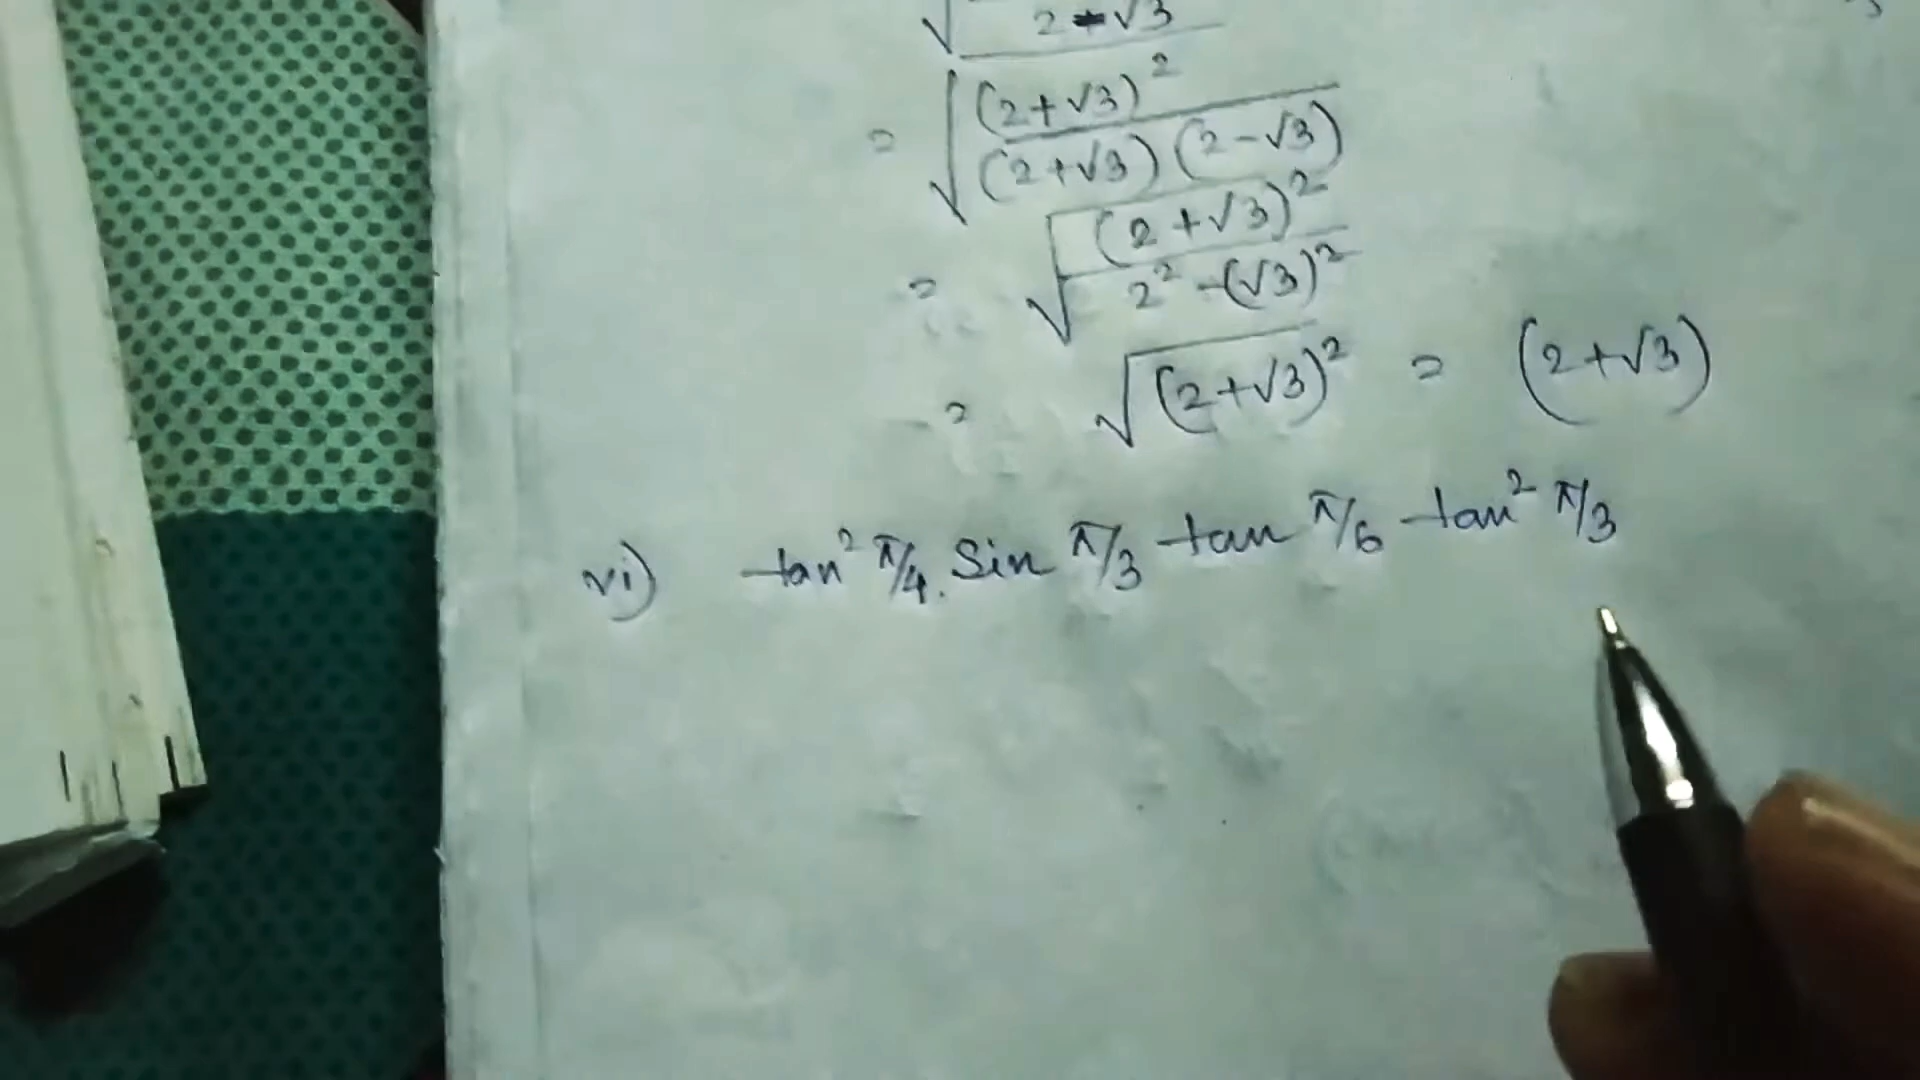 √ 2-√3
= √(2+√3)² / (2+√3)(2-√3)
= √(2+√3)² / 2²-(√3)²
= √(2+√3)² = (2+√3)
vi) tan² π/4. Sin π/3 tan π/6 tan² π/3